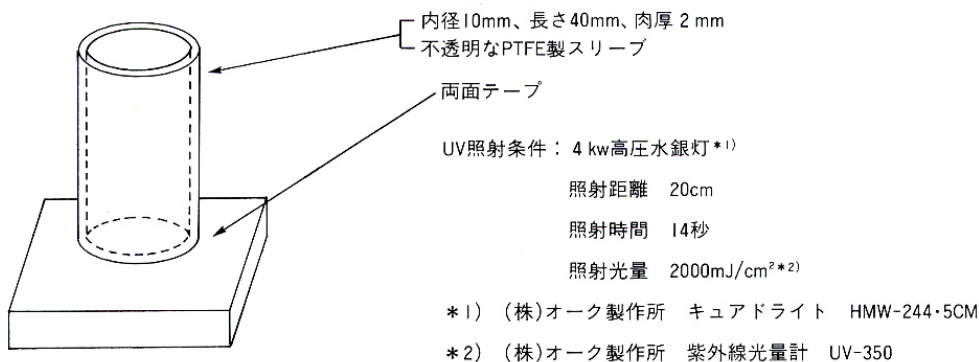 内径10mm、長さ40mm、肉厚2mm
不透明なPTFE製スリーブ
両面テープ
UV照射条件：4kw高圧水銀灯*1)
照射距離 20cm
照射時間 14秒
照射光量 2000mJ/cm²*2)
*1) (株)オーク製作所 キュアドライト HMW-244·5CM
*2) (株)オーク製作所 紫外線光量計 UV-350